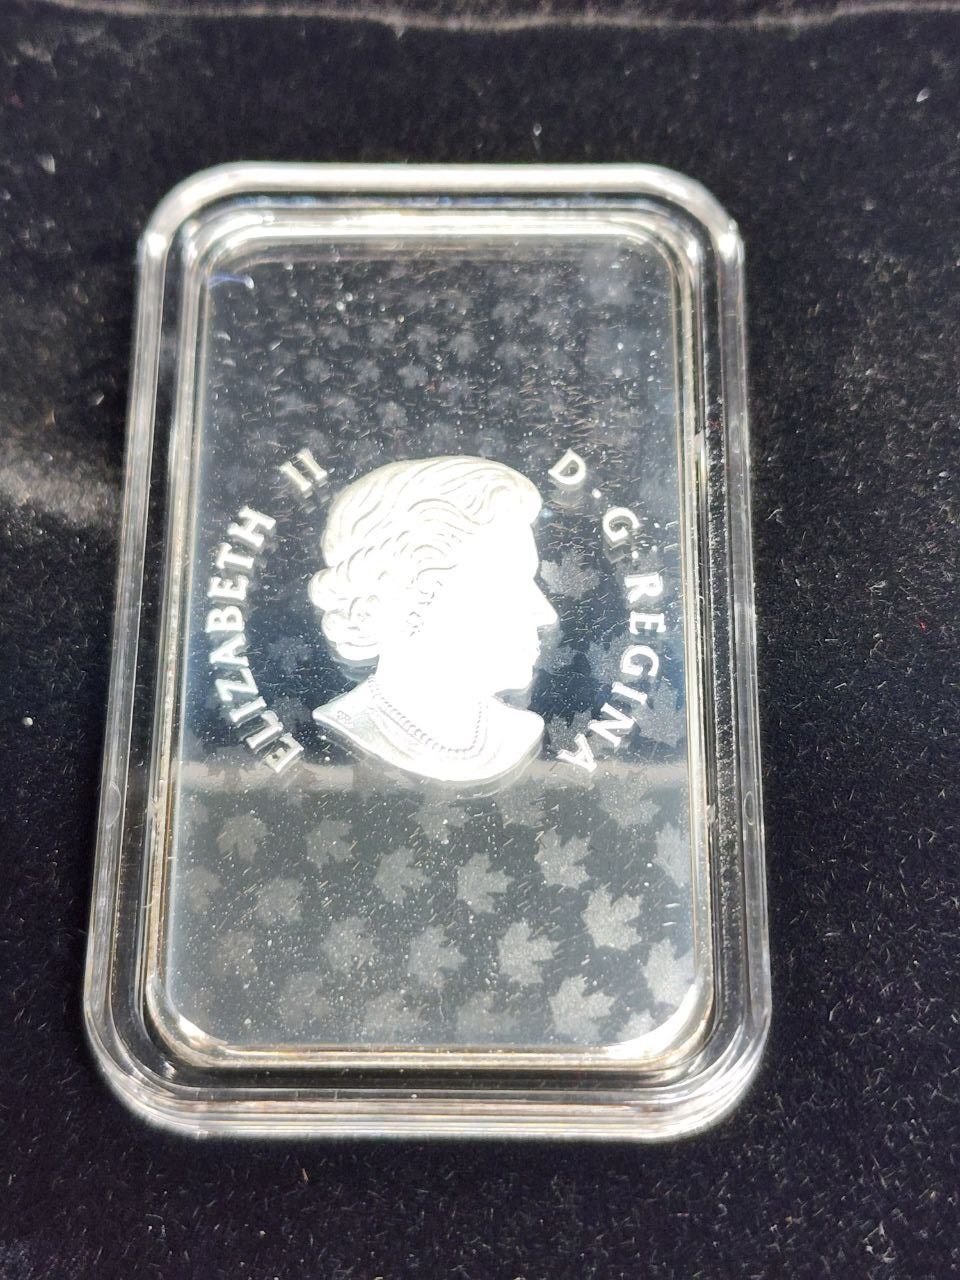 ELIZABETH II
D. G. REGINA